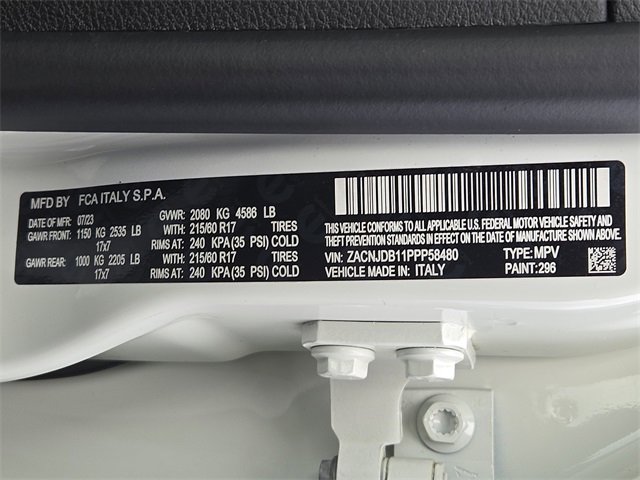 MFD BY FCA ITALY S.P.A.
DATE OF MFR 07/23 GVWR: 2080 KG 4586 LB
GAWR FRONT: 1150 KG 2535 LB WITH: 215/60 R17 TIRES
17x7 RIMS AT: 240 KPA(35 PSI) COLD
GAWR REAR: 1000 KG 2205 LB WITH: 215/60 R17 TIRES
17x7 RIMS AT: 240 KPA(35 PSI) COLD
THIS VEHICLE CONFORMS TO ALL APPLICABLE U.S. FEDERAL MOTOR VEHICLE SAFETY
AND THEFT PREVENTION STANDARDS IN EFFECT ON THE DATE OF MANUFACTURE SHOWN ABOVE.
VIN: ZACNJDB11PPP58480 TYPE: MPV
VEHICLE MADE IN: ITALY PAINT: 296